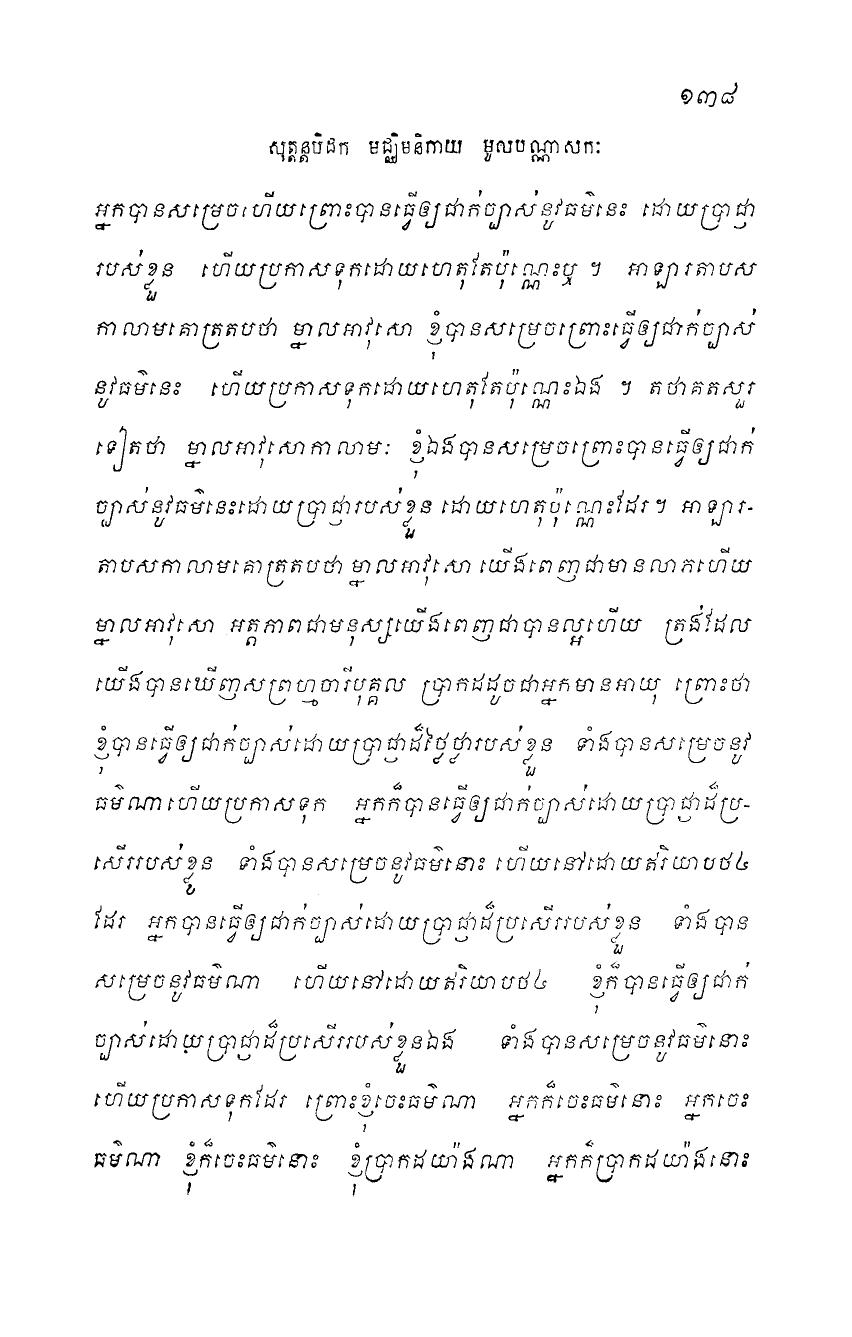 ១៣៨
សុត្តន្តបិដក មជ្ឈិមនិកាយ មូលបណ្ណាសកៈ
អ្នកបានសម្រេចហើយព្រោះបានធ្វើឲ្យជាក់ច្បាស់នូវធម៌នេះ ដោយប្រាជ្ញា
របស់ខ្លួន ហើយប្រកាសទុកដោយហេតុតែប៉ុណ្ណេះឬ ។ អាឡារតាបស
កាលាមគោត្រតបថា ម្នាលអាវុសោ ខ្ញុំបានសម្រេចព្រោះធ្វើឲ្យជាក់ច្បាស់
នូវធម៌នេះ ហើយប្រកាសទុកដោយហេតុតែប៉ុណ្ណេះឯង ។ តថាគតសួរ
ទៀតថា ម្នាលអាវុសោកាលាមៈ ខ្ញុំឯងបានសម្រេចព្រោះបានធ្វើឲ្យជាក់
ច្បាស់នូវធម៌នេះដោយប្រាជ្ញារបស់ខ្លួន ដោយហេតុប៉ុណ្ណេះដែរ។ អាឡារ-
តាបសកាលាមគោត្រតបថា ម្នាលអាវុសោ យើងពេញជាមានលាភហើយ
ម្នាលអាវុសោ អត្តភាពជាមនុស្សយើងពេញជាបានល្អហើយ ត្រង់ដែល
យើងបានឃើញសព្រហ្មចារីបុគ្គល ប្រាកដដូចជាអ្នកមានអាយុ ព្រោះថា
ខ្ញុំបានធ្វើឲ្យជាក់ច្បាស់ដោយប្រាជ្ញាដ៏ថ្លៃថ្លារបស់ខ្លួន ទាំងបានសម្រេចនូវ
ធម៌ណាហើយប្រកាសទុក អ្នកក៏បានធ្វើឲ្យជាក់ច្បាស់ដោយប្រាជ្ញាដ៏ប្រ-
សើររបស់ខ្លួន ទាំងបានសម្រេចនូវធម៌នោះ ហើយនៅដោយឥរិយាបថ៤
ដែរ អ្នកបានធ្វើឲ្យជាក់ច្បាស់ដោយប្រាជ្ញាដ៏ប្រសើររបស់ខ្លួន ទាំងបាន
សម្រេចនូវធម៌ណា ហើយនៅដោយឥរិយាបថ៤ ខ្ញុំក៏បានធ្វើឲ្យជាក់
ច្បាស់ដោយប្រាជ្ញាដ៏ប្រសើររបស់ខ្លួនឯង ទាំងបានសម្រេចនូវធម៌នោះ
ហើយប្រកាសទុកដែរ ព្រោះខ្ញុំចេះធម៌ណា អ្នកក៏ចេះធម៌នោះ អ្នកចេះ
ធម៌ណា ខ្ញុំក៏ចេះធម៌នោះ ខ្ញុំប្រាកដយ៉ាងណា អ្នកក៏ប្រាកដយ៉ាងនោះ